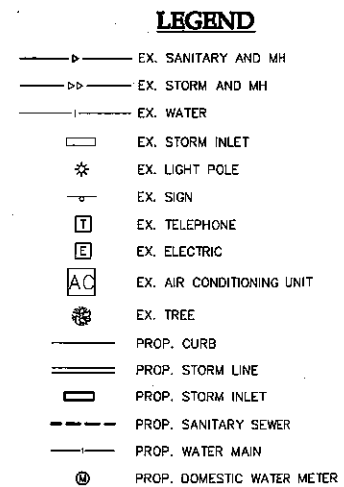 LEGEND
EX. SANITARY AND MH
EX. STORM AND MH
EX. WATER
EX. STORM INLET
EX. LIGHT POLE
EX. SIGN
T EX. TELEPHONE
E EX. ELECTRIC
AC EX. AIR CONDITIONING UNIT
EX. TREE
PROP. CURB
PROP. STORM LINE
PROP. STORM INLET
PROP. SANITARY SEWER
PROP. WATER MAIN
M PROP. DOMESTIC WATER METER